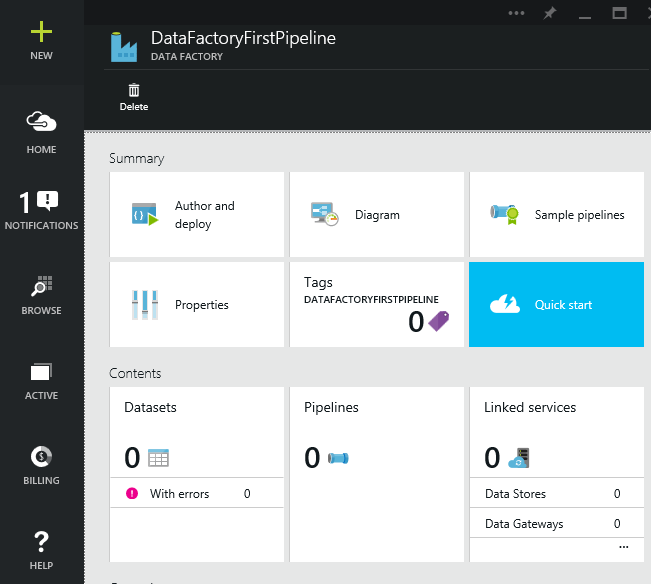 DataFactoryFirstPipeline
DATA FACTORY
Delete
NEW
HOME
1
NOTIFICATIONS
BROWSE
ACTIVE
BILLING
HELP
Summary
Author and
deploy
Diagram
Sample pipelines
Properties
Tags
DATAFACTORYFIRSTPIPELINE
0
Quick start
Contents
Datasets
0
With errors 0
Pipelines
0
Linked services
0
Data Stores 0
Data Gateways 0
...